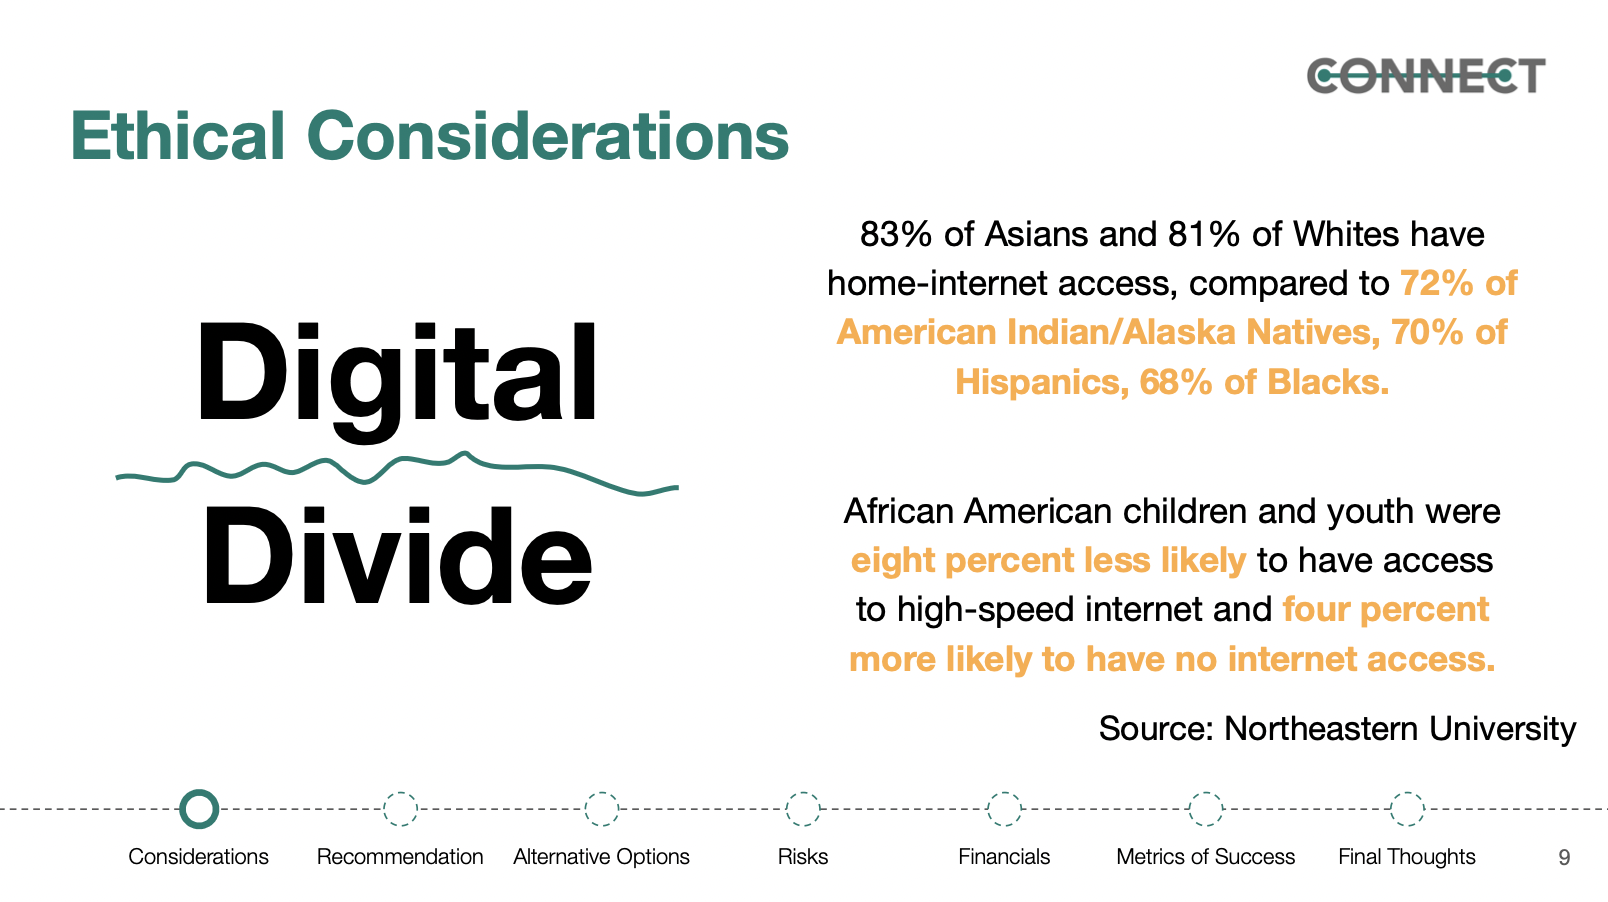 CONNECT
Ethical Considerations
Digital
Divide
83% of Asians and 81% of Whites have
home-internet access, compared to 72% of
American Indian/Alaska Natives, 70% of
Hispanics, 68% of Blacks.
African American children and youth were
eight percent less likely to have access
to high-speed internet and four percent
more likely to have no internet access.
Source: Northeastern University
Considerations
Recommendation
Alternative Options
Risks
Financials
Metrics of Success
Final Thoughts
9